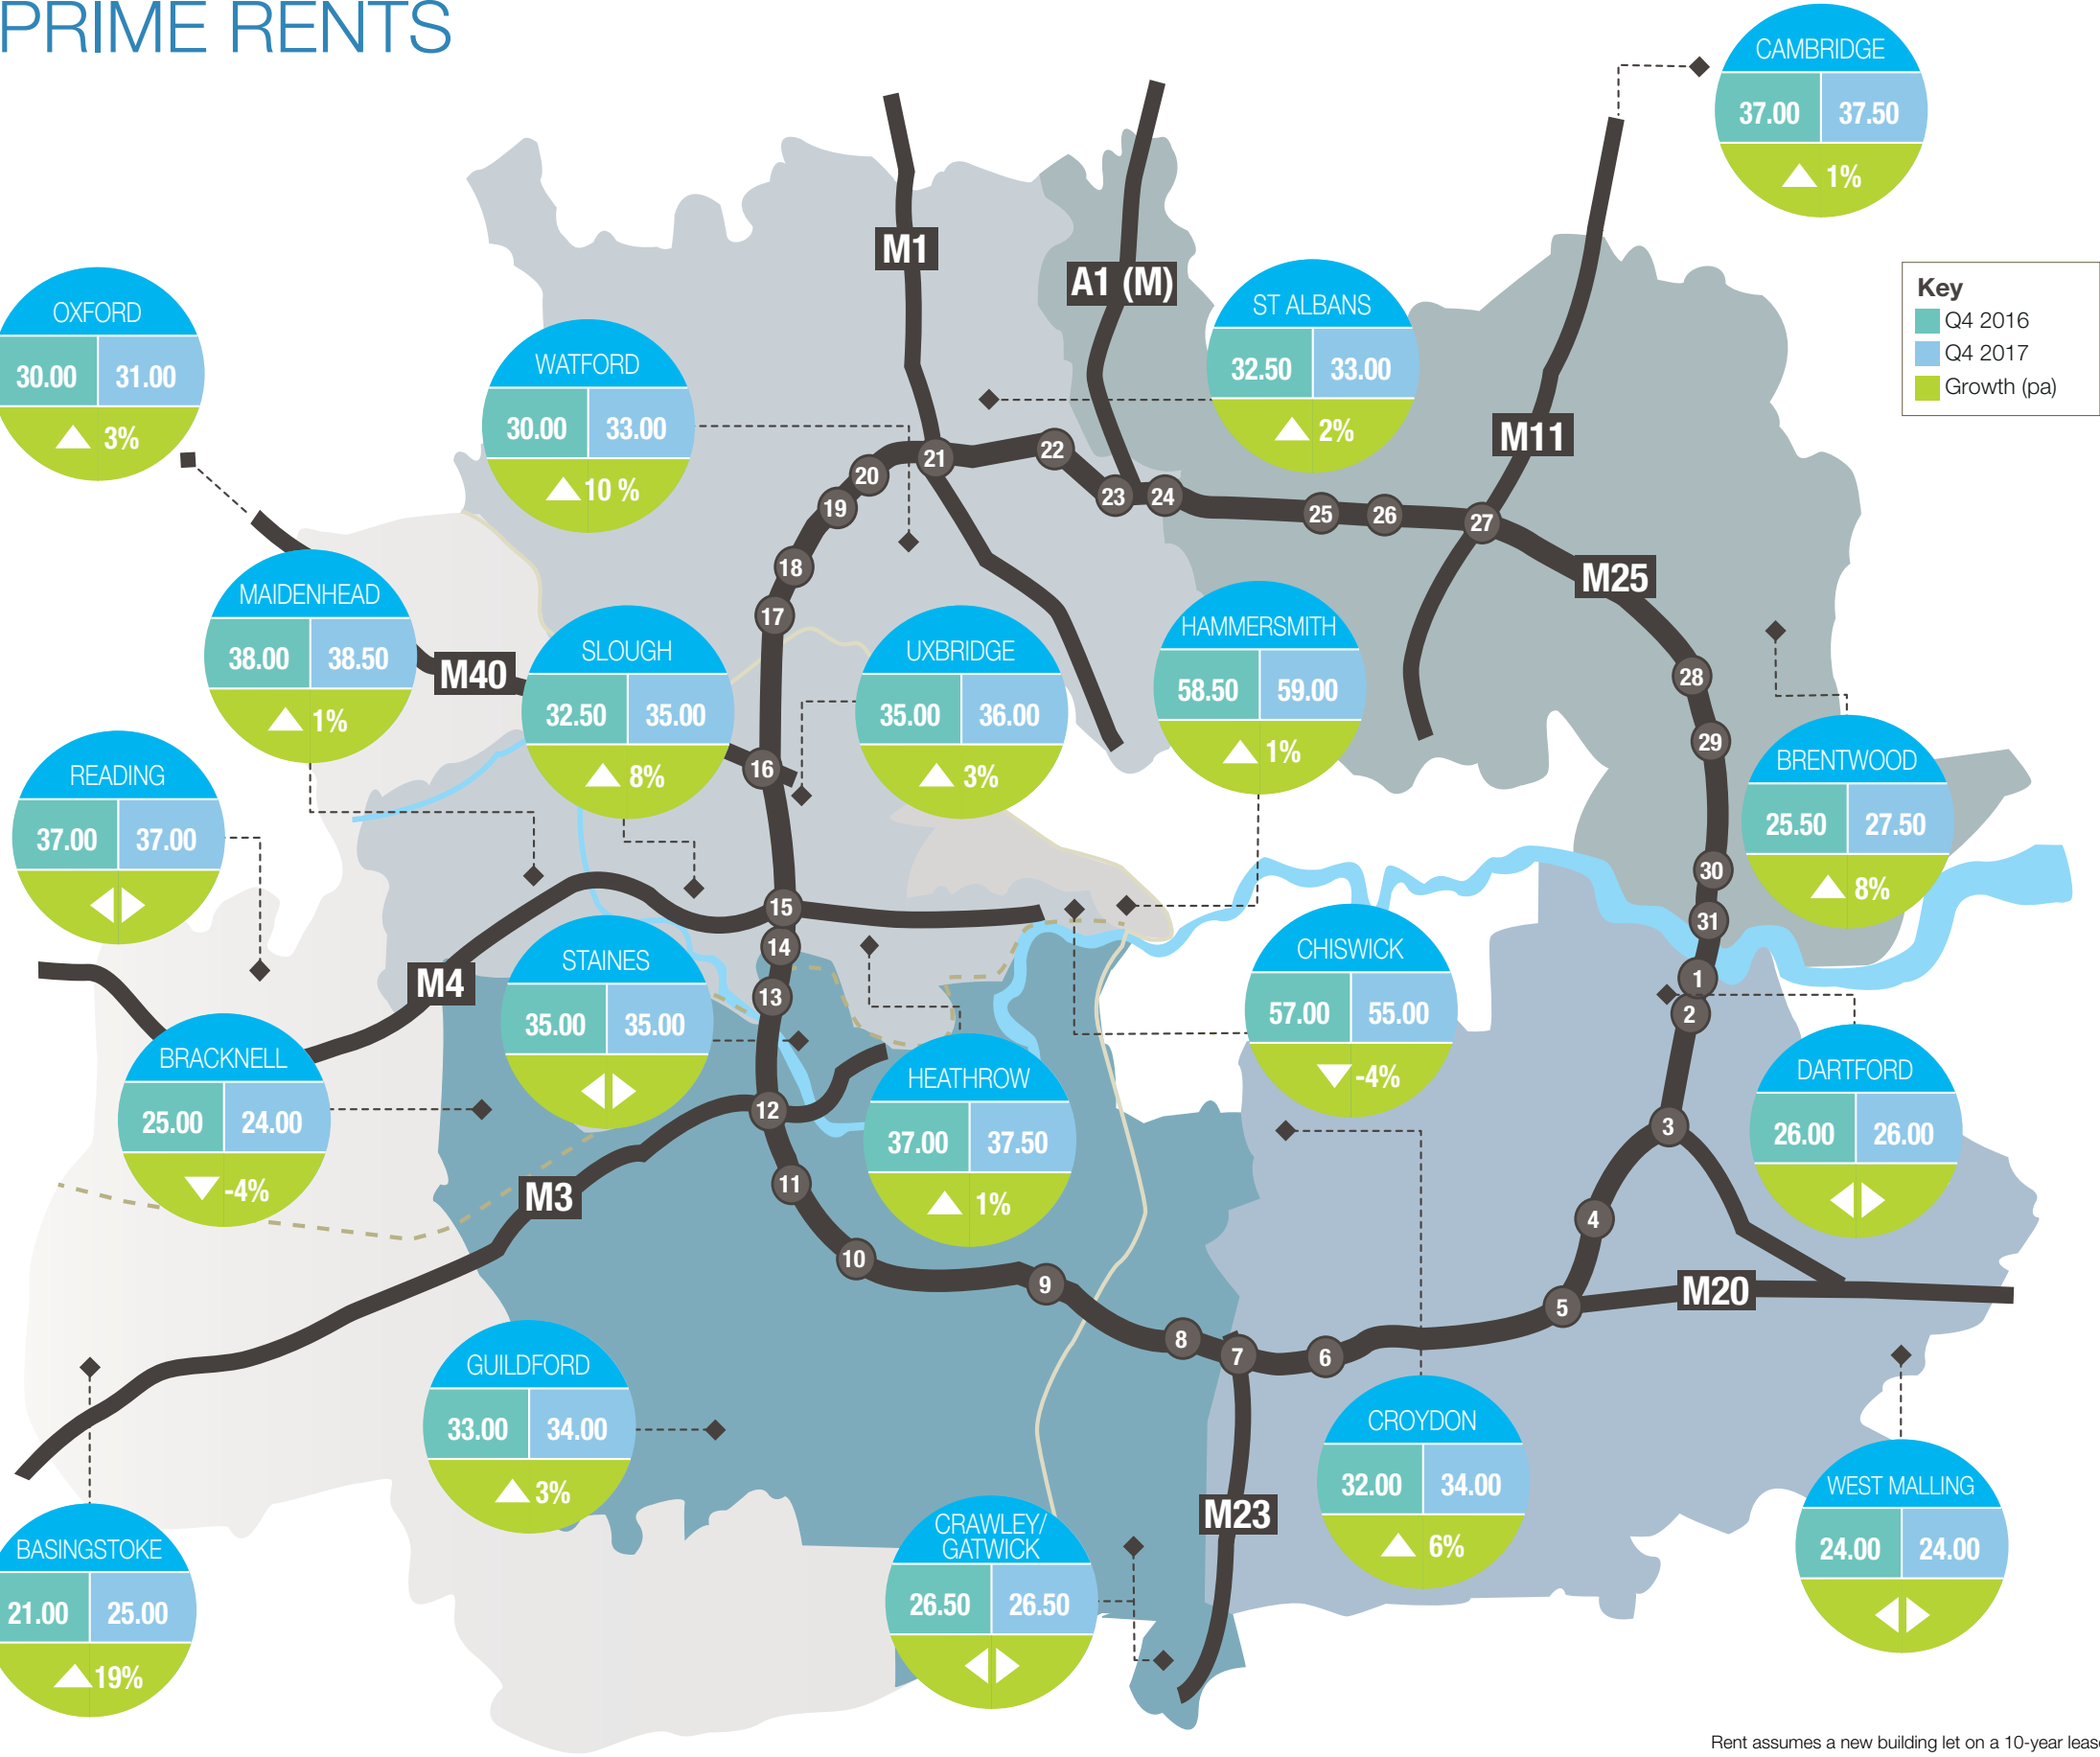 PRIME RENTS
CAMBRIDGE
37.00 37.50
1%
Key
Q4 2016
Q4 2017
Growth (pa)
M1
A1 (M)
OXFORD
30.00 31.00
3%
WATFORD
30.00 33.00
10 %
ST ALBANS
32.50 33.00
2%
M11
20
21
22
23
24
25
26
27
19
18
17
M25
MAIDENHEAD
38.00 38.50
1%
M40
SLOUGH
32.50 35.00
8%
UXBRIDGE
35.00 36.00
3%
HAMMERSMITH
58.50 59.00
1%
28
29
16
READING
37.00 37.00
BRENTWOOD
25.50 27.50
8%
30
31
15
14
13
M4
STAINES
35.00 35.00
CHISWICK
57.00 55.00
-4%
1
2
BRACKNELL
25.00 24.00
-4%
HEATHROW
37.00 37.50
1%
DARTFORD
26.00 26.00
12
3
11
M3
4
10
9
5
M20
8
7
6
GUILDFORD
33.00 34.00
3%
CROYDON
32.00 34.00
6%
M23
WEST MALLING
24.00 24.00
BASINGSTOKE
21.00 25.00
19%
CRAWLEY/
GATWICK
26.50 26.50
Rent assumes a new building let on a 10-year leas